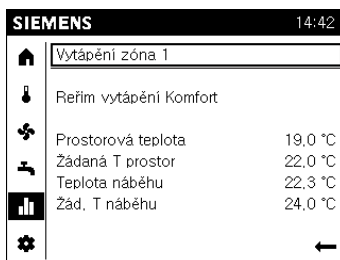 SIEMENS 14:42
Vytápění zóna 1
Reřim vytápění Komfort
Prostorová teplota 19,0 °C
Žádaná T prostor 22,0 °C
Teplota náběhu 22,3 °C
Žád. T náběhu 24,0 °C